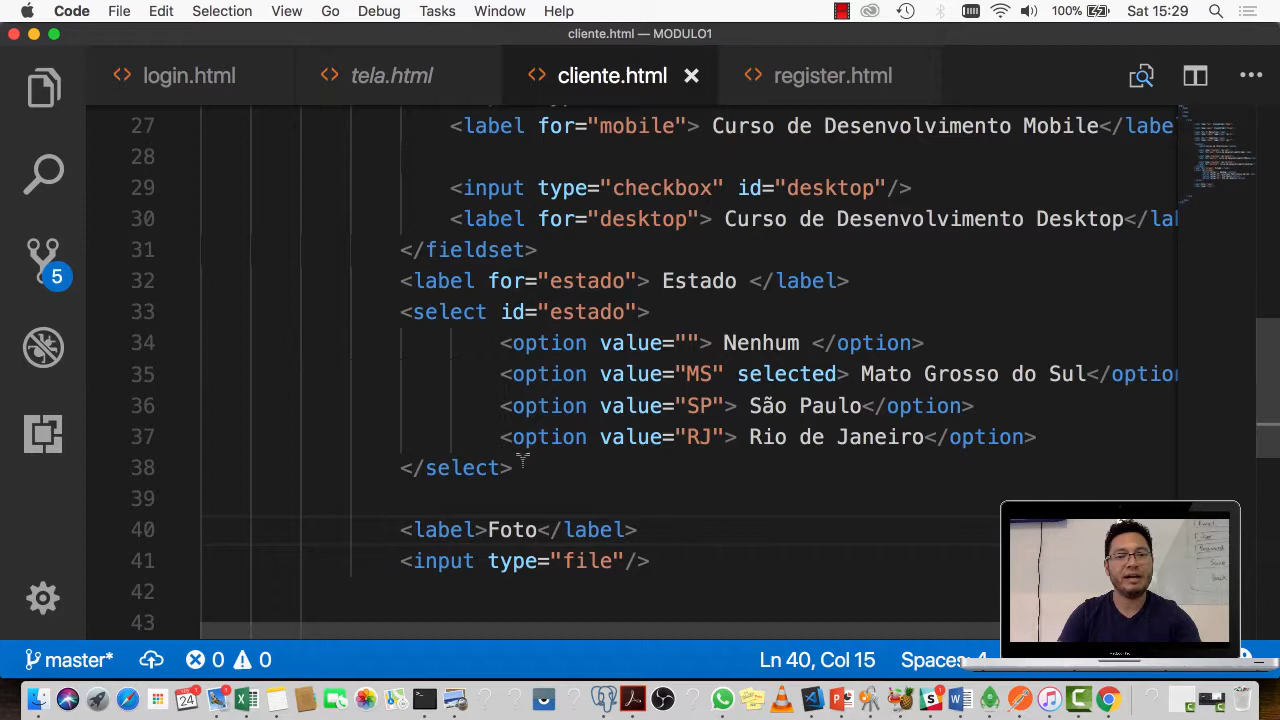 Code File Edit Selection View Go Debug Tasks Window Help 100% Sat 15:29
cliente.html — MODULO1
login.html tela.html cliente.html register.html
27 <label for="mobile"> Curso de Desenvolvimento Mobile</labe
28
29 <input type="checkbox" id="desktop"/>
30 <label for="desktop"> Curso de Desenvolvimento Desktop</la
31 </fieldset>
32 <label for="estado"> Estado </label>
33 <select id="estado">
34 <option value=""> Nenhum </option>
35 <option value="MS" selected> Mato Grosso do Sul</optio
36 <option value="SP"> São Paulo</option>
37 <option value="RJ"> Rio de Janeiro</option>
5
38 </select>
39
40 <label>Foto</label>
41 <input type="file"/>
42
43
master* 0 0 Ln 40, Col 15 Spaces: 4
24